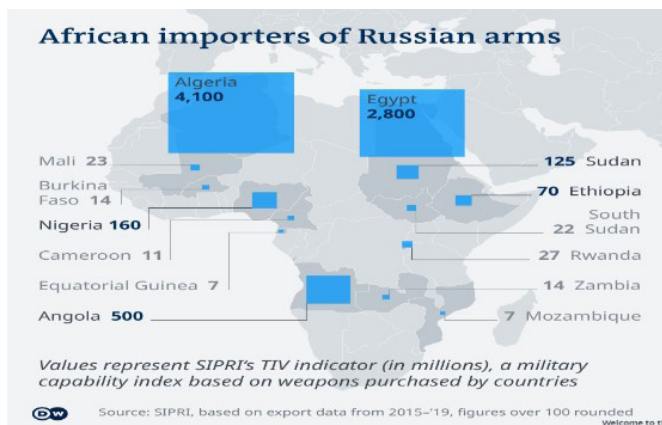 African importers of Russian arms
Algeria
4,100
Egypt
2,800
Mali 23
125 Sudan
Burkina
Faso 14
70 Ethiopia
Nigeria 160
South
22 Sudan
Cameroon 11
27 Rwanda
Equatorial Guinea 7
14 Zambia
Angola 500
7 Mozambique
Values represent SIPRI's TIV indicator (in millions), a military
capability index based on weapons purchased by countries
DW Source: SIPRI, based on export data from 2015–'19, figures over 100 rounded
Welcome to th